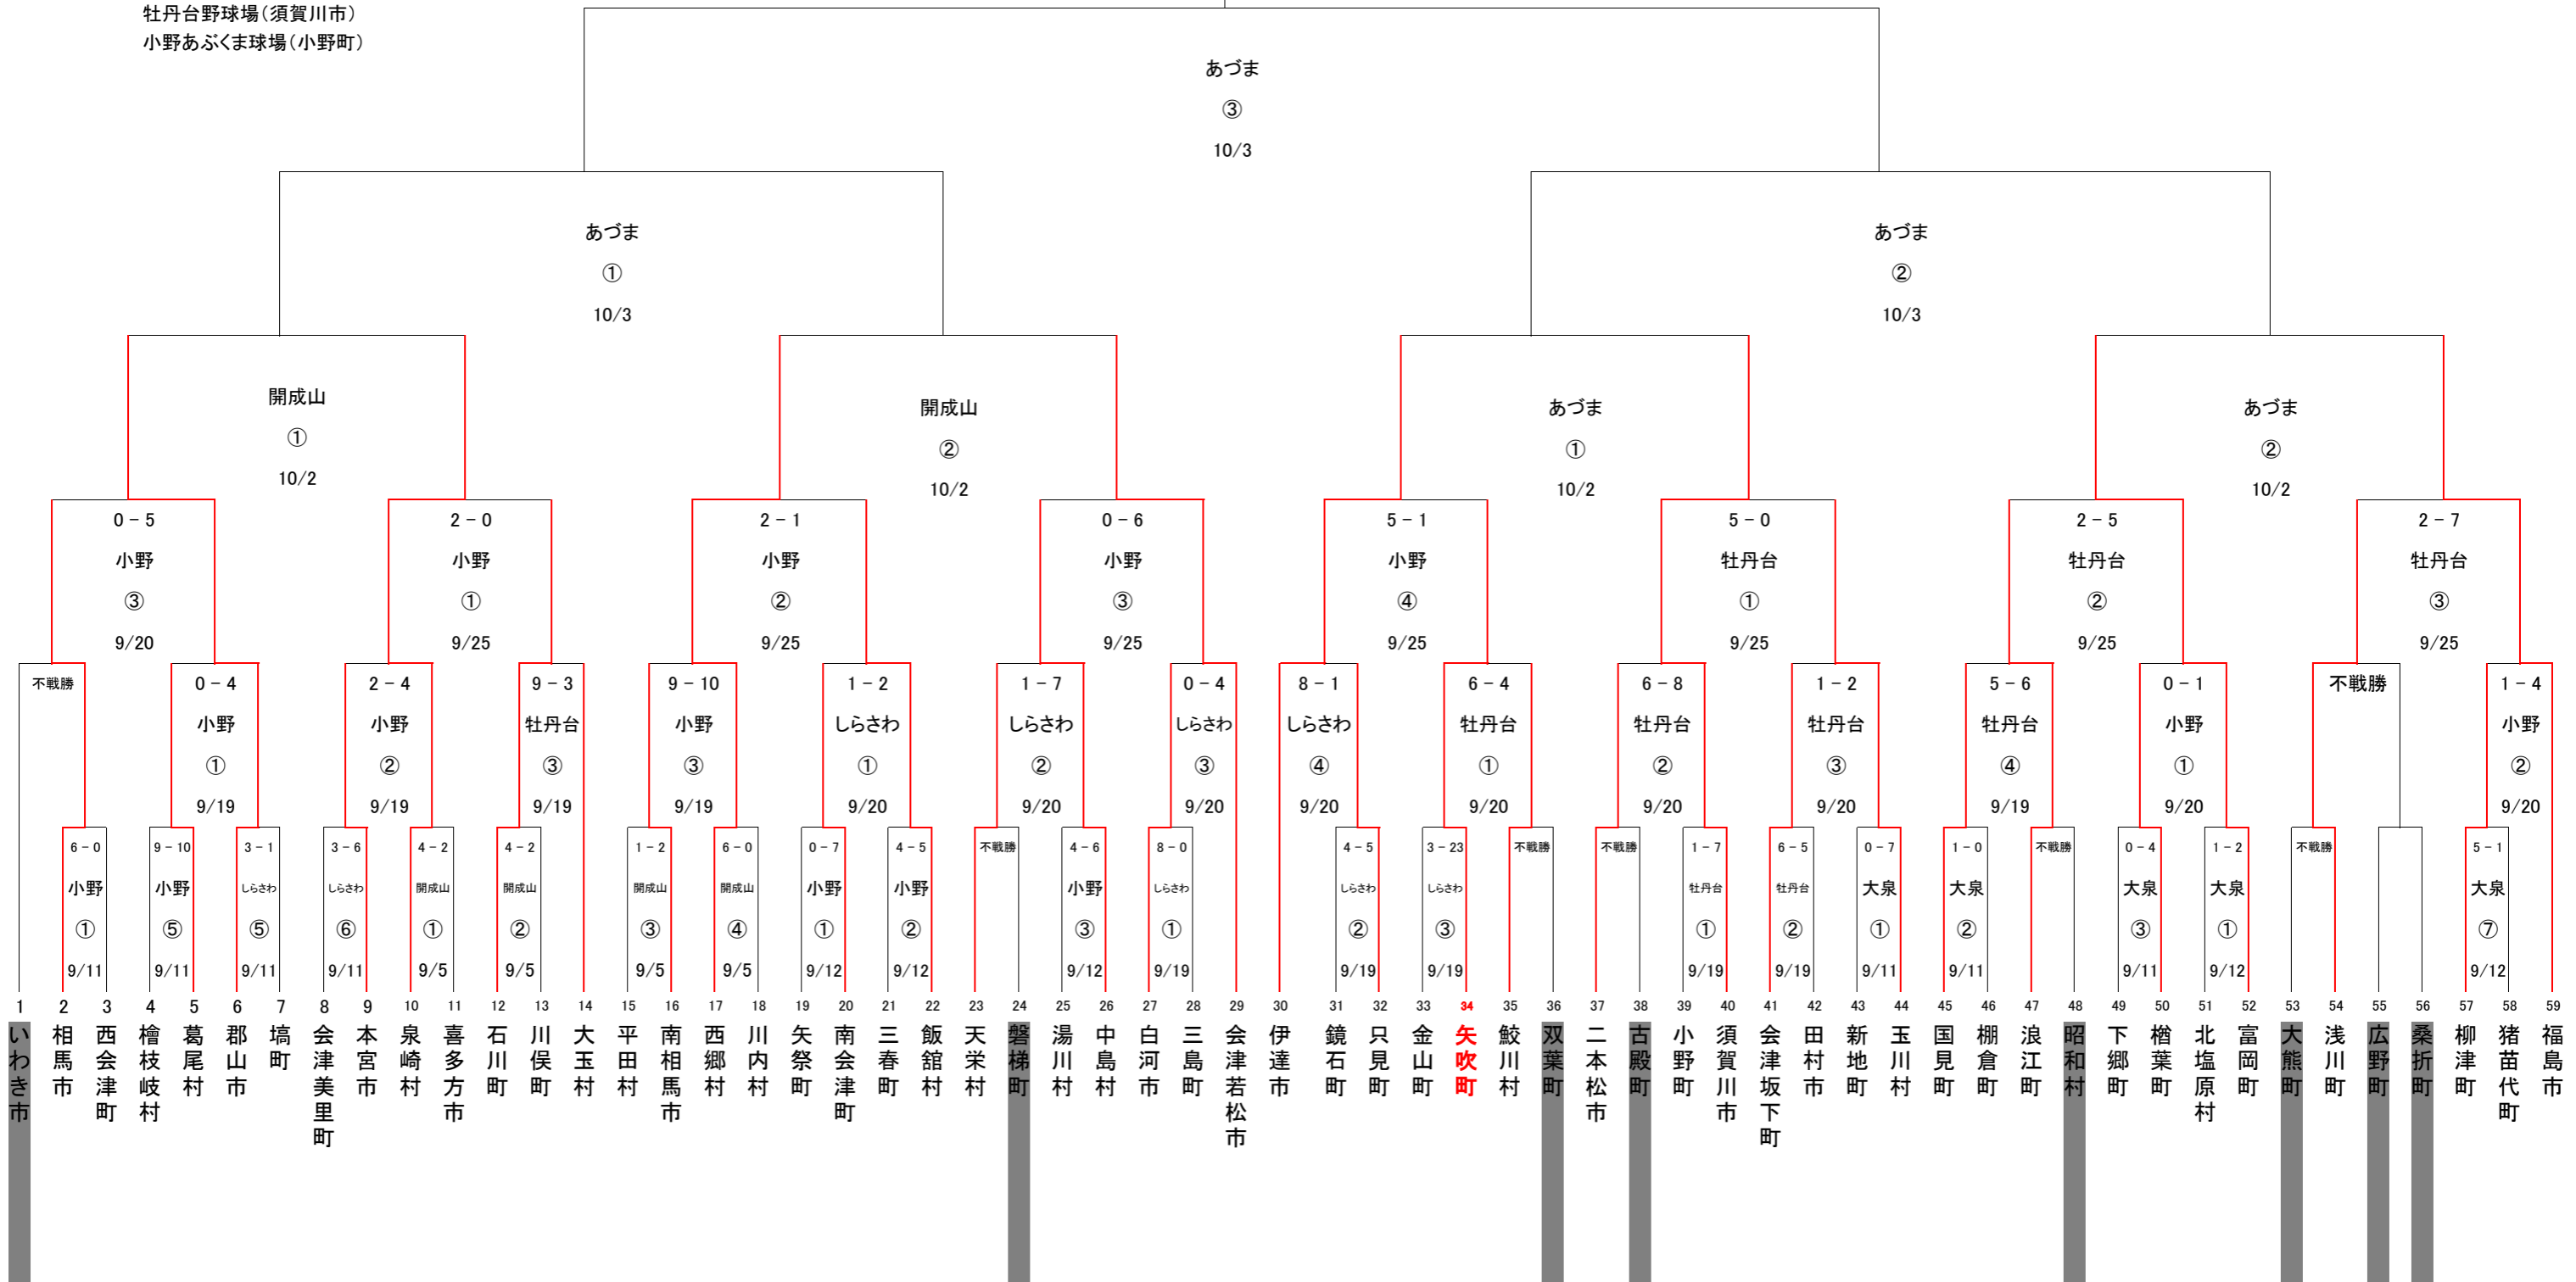 牡丹台野球場(須賀川市)
小野あぶくま球場(小野町)
あづま
③
10/3
あづま
①
10/3
あづま
②
10/3
開成山
①
10/2
開成山
②
10/2
あづま
①
10/2
あづま
②
10/2
0－5
小野
③
9/20
2－0
小野
①
9/25
2－1
小野
②
9/25
0－6
小野
③
9/25
5－1
小野
④
9/25
5－0
牡丹台
①
9/25
2－5
牡丹台
②
9/25
2－7
牡丹台
③
9/25
不戦勝
0－4
小野
①
9/19
2－4
小野
②
9/19
9－3
牡丹台
③
9/19
9－10
小野
③
9/19
1－2
しらさわ
①
9/20
1－7
しらさわ
②
9/20
0－4
しらさわ
③
9/20
8－1
しらさわ
④
9/20
6－4
牡丹台
①
9/20
6－8
牡丹台
②
9/20
1－2
牡丹台
③
9/20
5－6
牡丹台
④
9/19
0－1
小野
①
9/20
不戦勝
1－4
小野
②
9/20
6－0
小野
①
9/11
9－10
小野
⑤
9/11
3－1
しらさわ
⑤
9/11
3－6
しらさわ
⑥
9/11
4－2
開成山
①
9/5
4－2
開成山
②
9/5
1－2
開成山
③
9/5
6－0
開成山
④
9/5
0－7
小野
①
9/12
4－5
小野
②
9/12
不戦勝
4－6
小野
③
9/12
8－0
しらさわ
①
9/19
4－5
しらさわ
②
9/19
3－23
しらさわ
③
9/19
不戦勝
不戦勝
1－7
牡丹台
①
9/19
6－5
牡丹台
②
9/19
0－7
大泉
①
9/11
1－0
大泉
②
9/11
不戦勝
0－4
大泉
③
9/11
1－2
大泉
①
9/12
不戦勝
5－1
大泉
⑦
9/12
1
いわき市
2
相馬市
3
西会津町
4
檜枝岐村
5
葛尾村
6
郡山市
7
塙町
8
会津美里町
9
本宮市
10
泉崎村
11
喜多方市
12
石川町
13
川俣町
14
大玉村
15
平田村
16
南相馬市
17
西郷村
18
川内村
19
矢祭町
20
南会津町
21
三春町
22
飯舘村
23
天栄村
24
磐梯町
25
湯川村
26
中島村
27
白河市
28
三島町
29
会津若松市
30
伊達市
31
鏡石町
32
只見町
33
金山町
34
矢吹町
35
鮫川村
36
双葉町
37
二本松市
38
古殿町
39
小野町
40
須賀川市
41
会津坂下町
42
田村市
43
新地町
44
玉川村
45
国見町
46
棚倉町
47
浪江町
48
昭和村
49
下郷町
50
楢葉町
51
北塩原村
52
富岡町
53
大熊町
54
浅川町
55
広野町
56
桑折町
57
柳津町
58
猪苗代町
59
福島市